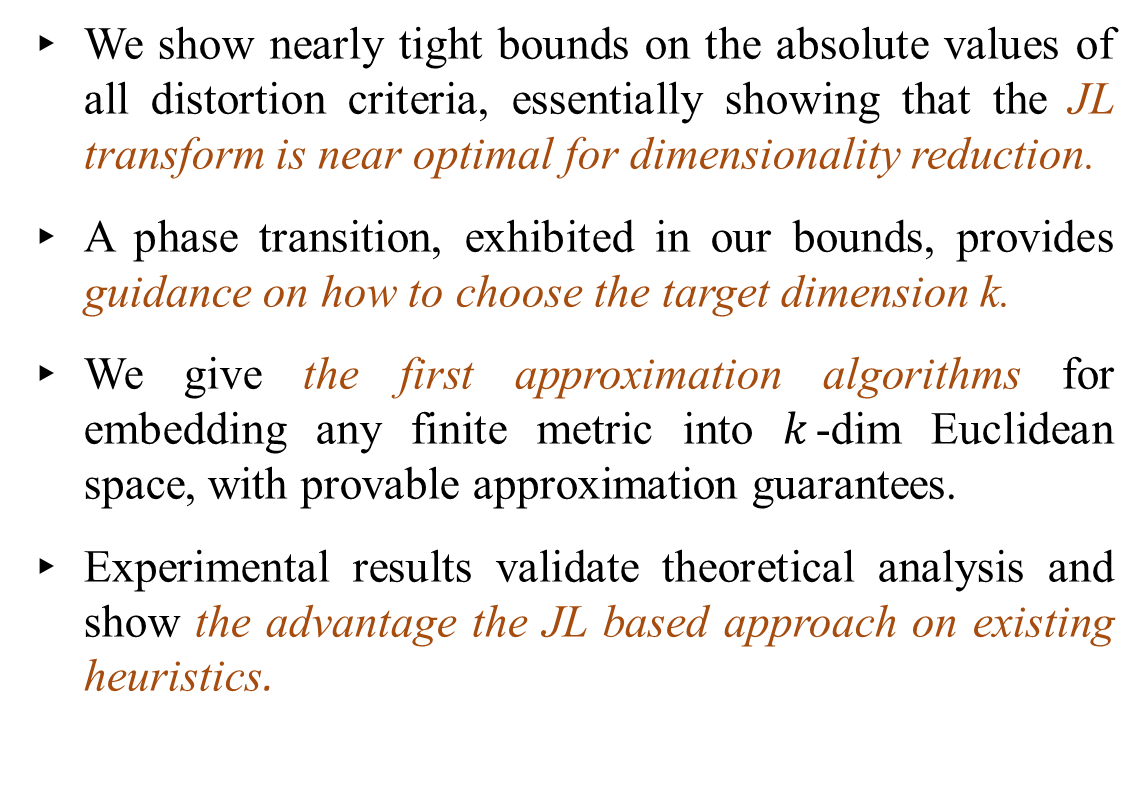 ‣ We show nearly tight bounds on the absolute values of
all distortion criteria, essentially showing that the JL
transform is near optimal for dimensionality reduction.
‣ A phase transition, exhibited in our bounds, provides
guidance on how to choose the target dimension k.
‣ We give the first approximation algorithms for
embedding any finite metric into k-dim Euclidean
space, with provable approximation guarantees.
‣ Experimental results validate theoretical analysis and
show the advantage the JL based approach on existing
heuristics.